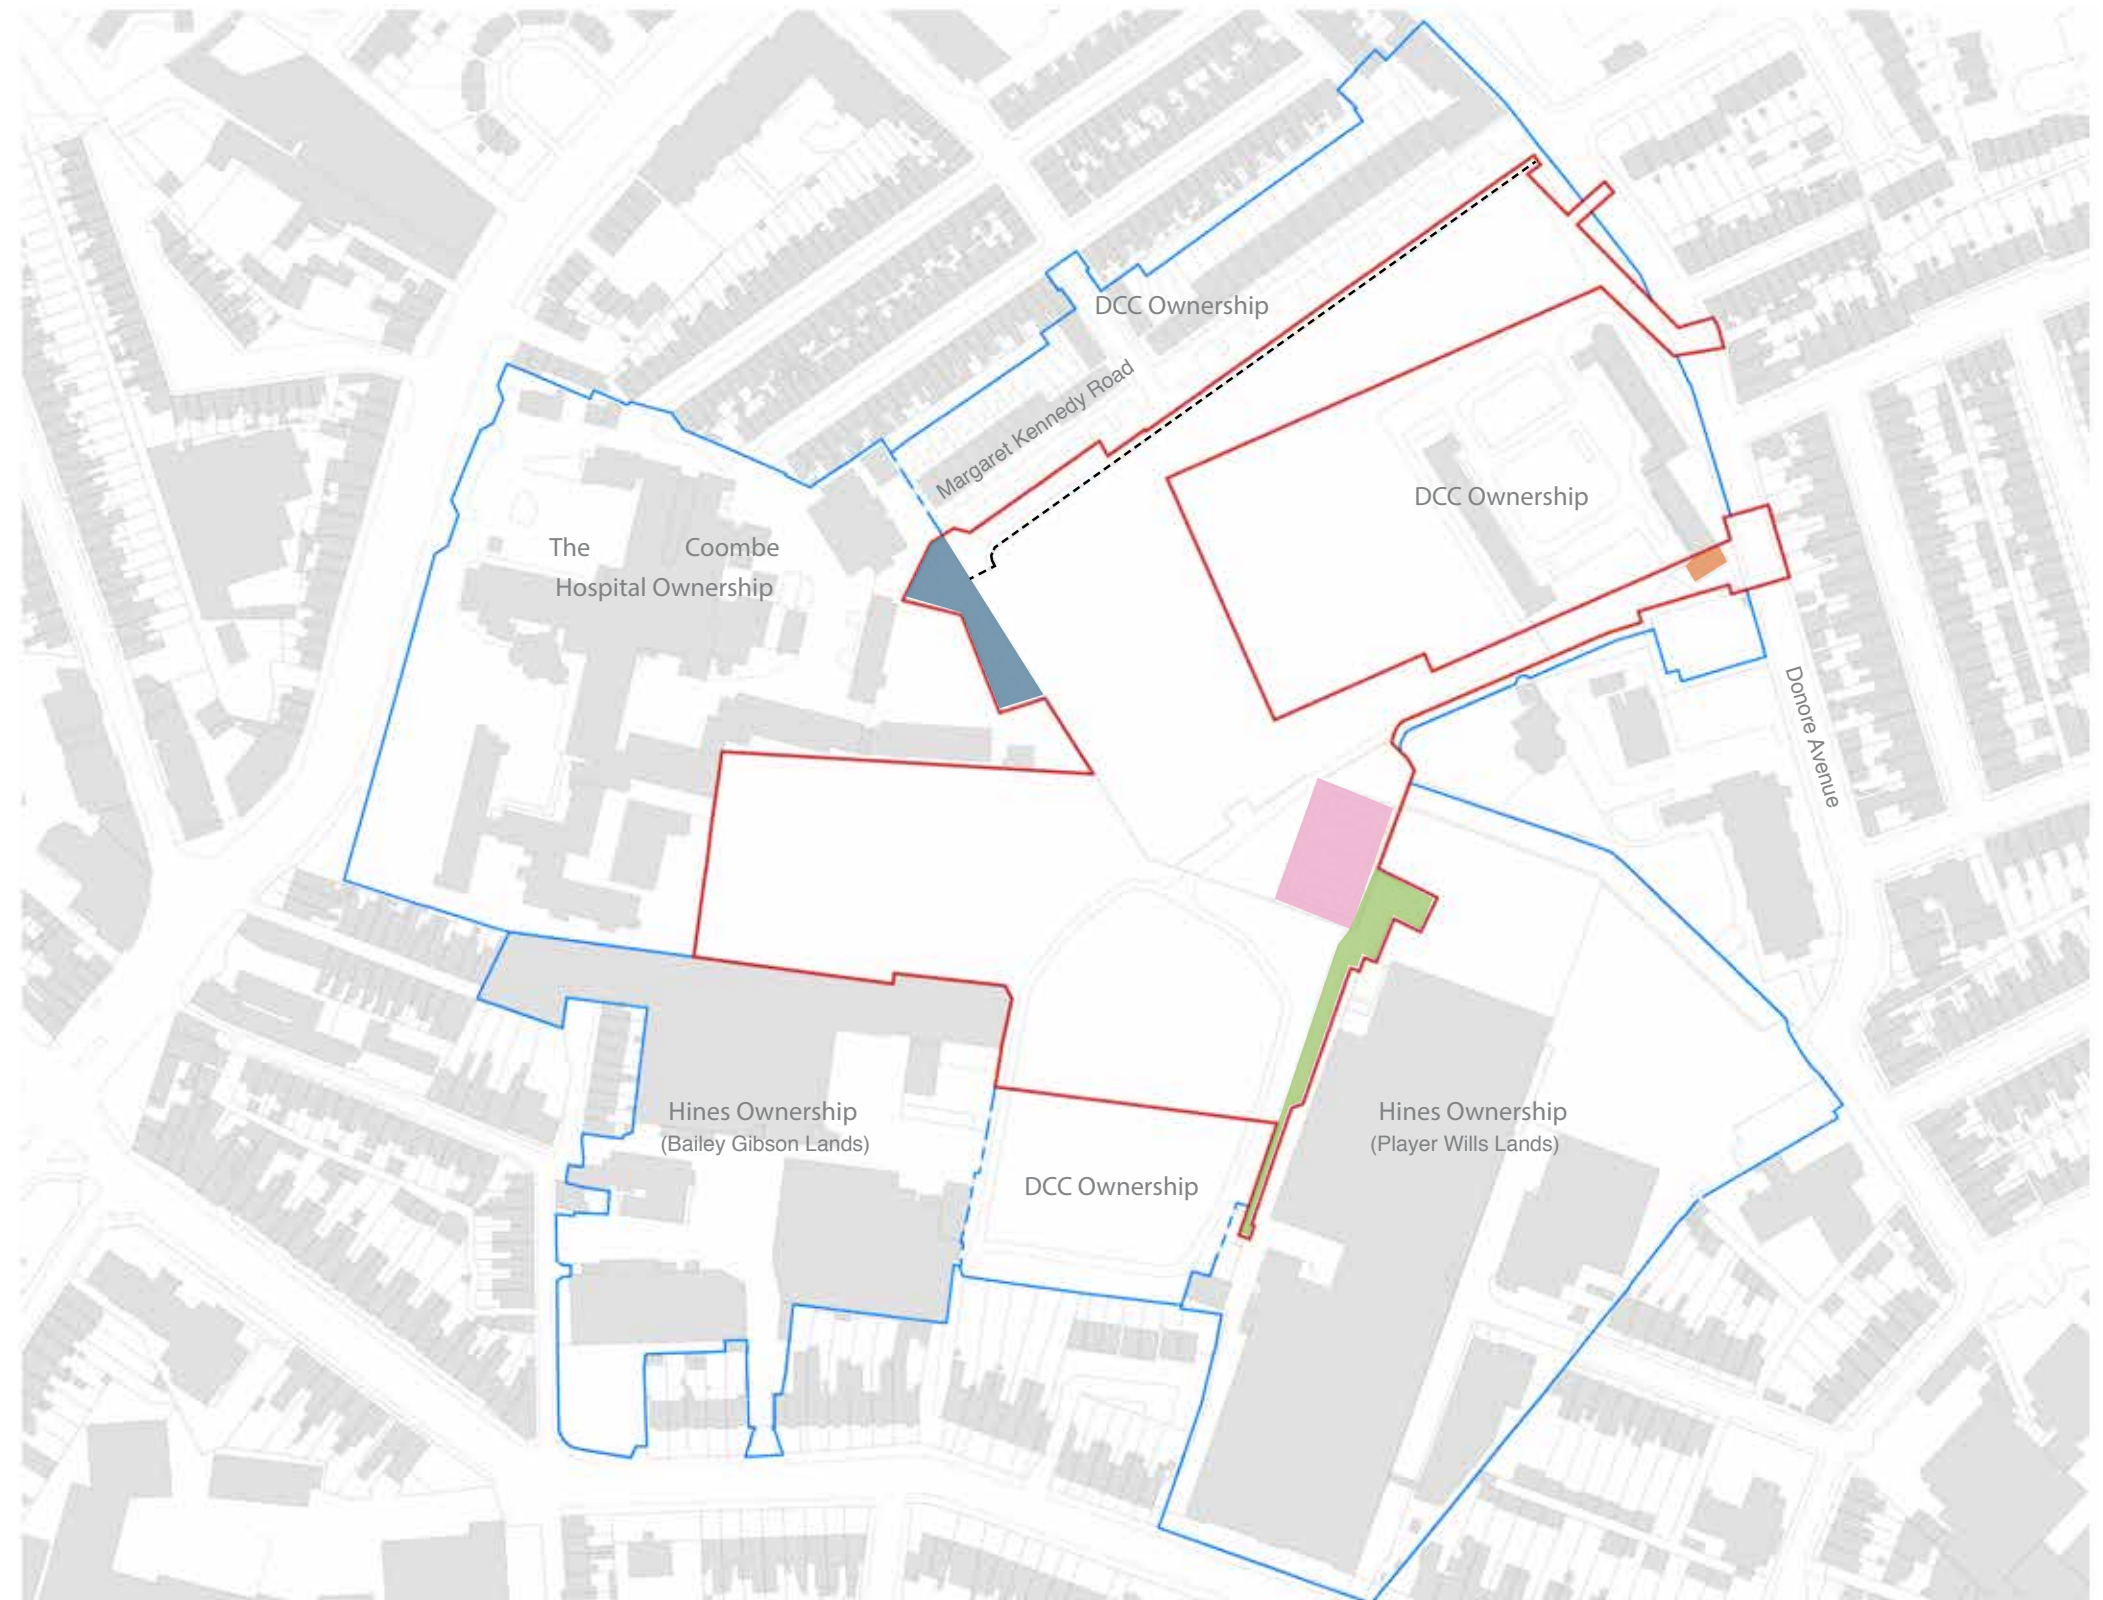 DCC Ownership
Margaret Kennedy Road
DCC Ownership
The Coombe
Hospital Ownership
Donore Avenue
Hines Ownership
(Bailey Gibson Lands)
Hines Ownership
(Player Wills Lands)
DCC Ownership